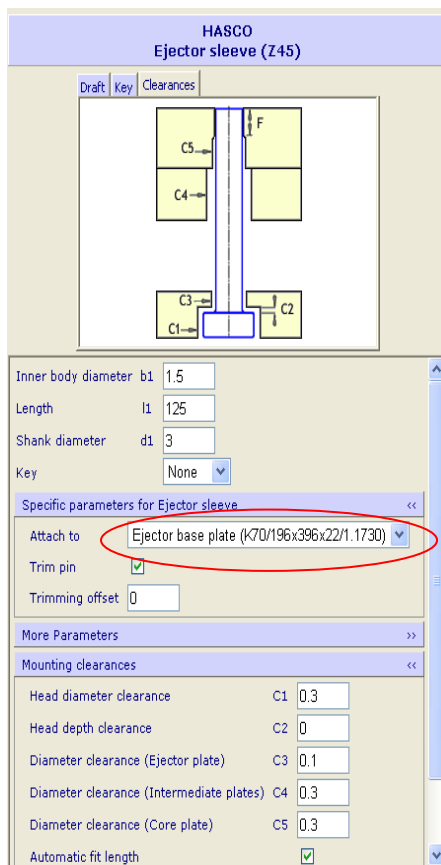 HASCO
Ejector sleeve (Z45)
Draft Key Clearances
F
C5
C4
C3
C2
C1
Inner body diameter b1 1.5
Length l1 125
Shank diameter d1 3
Key None
Specific parameters for Ejector sleeve <<
Attach to Ejector base plate (K70/196x396x22/1.1730)
Trim pin
Trimming offset 0
More Parameters >>
Mounting clearances <<
Head diameter clearance C1 0.3
Head depth clearance C2 0
Diameter clearance (Ejector plate) C3 0.1
Diameter clearance (Intermediate plates) C4 0.3
Diameter clearance (Core plate) C5 0.3
Automatic fit length